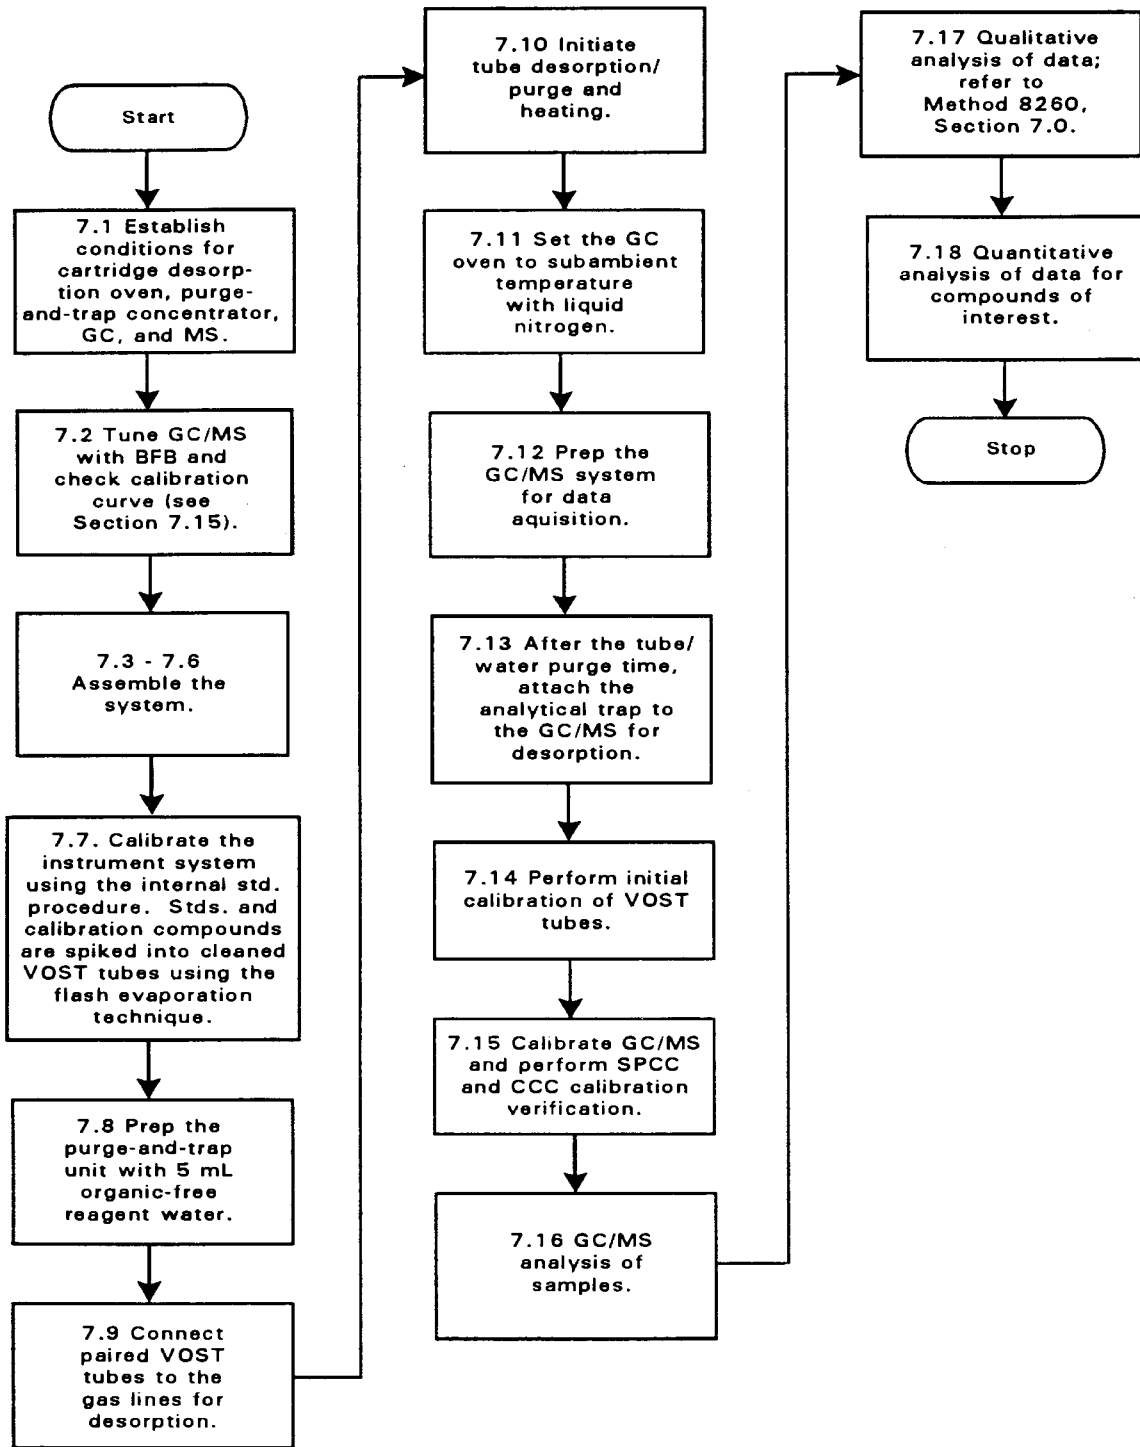 Start
7.1 Establish
conditions for
cartridge desorp-
tion oven, purge-
and-trap concentrator,
GC, and MS.
7.2 Tune GC/MS
with BFB and
check calibration
curve (see
Section 7.15).
7.3 - 7.6
Assemble the
system.
7.7. Calibrate the
instrument system
using the internal std.
procedure. Stds. and
calibration compounds
are spiked into cleaned
VOST tubes using the
flash evaporation
technique.
7.8 Prep the
purge-and-trap
unit with 5 mL
organic-free
reagent water.
7.9 Connect
paired VOST
tubes to the
gas lines for
desorption.
7.10 Initiate
tube desorption/
purge and
heating.
7.11 Set the GC
oven to subambient
temperature
with liquid
nitrogen.
7.12 Prep the
GC/MS system
for data
aquisition.
7.13 After the tube/
water purge time,
attach the
analytical trap to
the GC/MS for
desorption.
7.14 Perform initial
calibration of VOST
tubes.
7.15 Calibrate GC/MS
and perform SPCC
and CCC calibration
verification.
7.16 GC/MS
analysis of
samples.
7.17 Qualitative
analysis of data;
refer to
Method 8260,
Section 7.0.
7.18 Quantitative
analysis of data for
compounds of
interest.
Stop